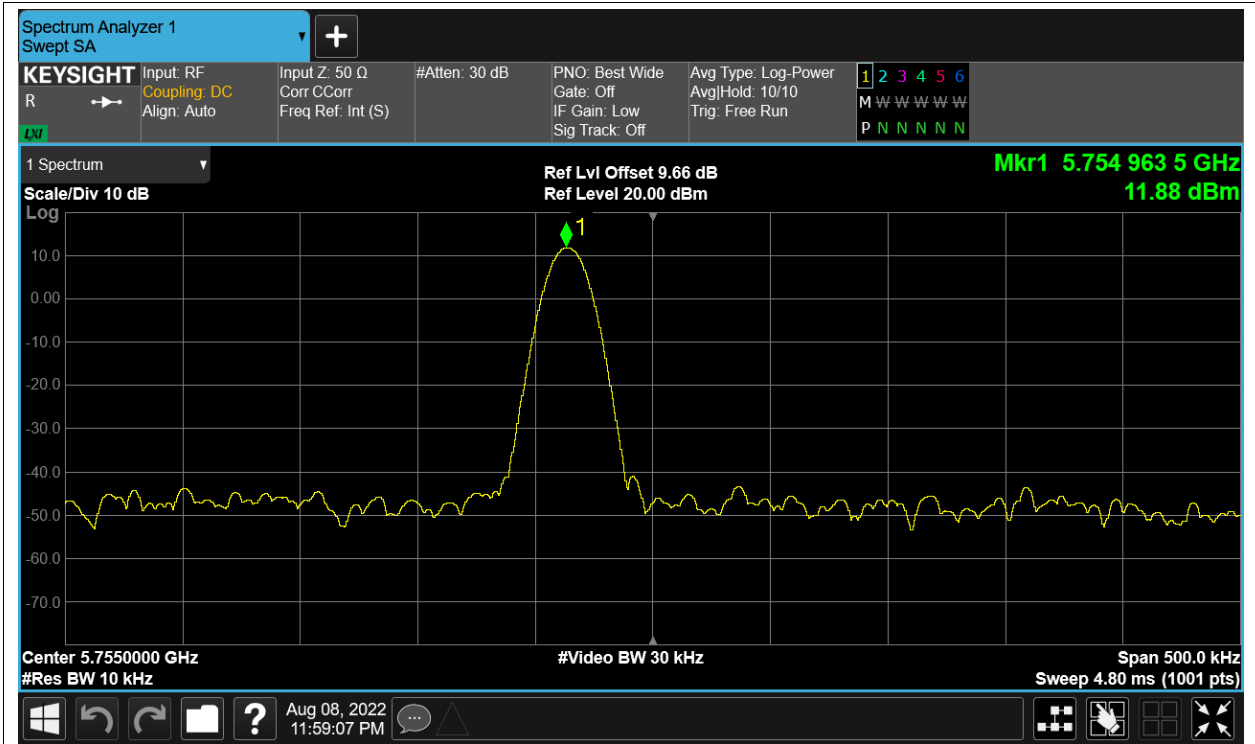 Spectrum Analyzer 1
Swept SA
+
KEYSIGHT
R
LXI
Input: RF
Coupling: DC
Align: Auto
Input Z: 50 Ω
Corr CCorr
Freq Ref: Int (S)
#Atten: 30 dB
PNO: Best Wide
Gate: Off
IF Gain: Low
Sig Track: Off
Avg Type: Log-Power
Avg|Hold: 10/10
Trig: Free Run
1 2 3 4 5 6
M W W W W W
P N N N N N
1 Spectrum
Scale/Div 10 dB
Log
Ref Lvl Offset 9.66 dB
Ref Level 20.00 dBm
Mkr1 5.754 963 5 GHz
11.88 dBm
1
10.0
0.00
-10.0
-20.0
-30.0
-40.0
-50.0
-60.0
-70.0
Center 5.7550000 GHz
#Res BW 10 kHz
#Video BW 30 kHz
Span 500.0 kHz
Sweep 4.80 ms (1001 pts)
?
Aug 08, 2022
11:59:07 PM